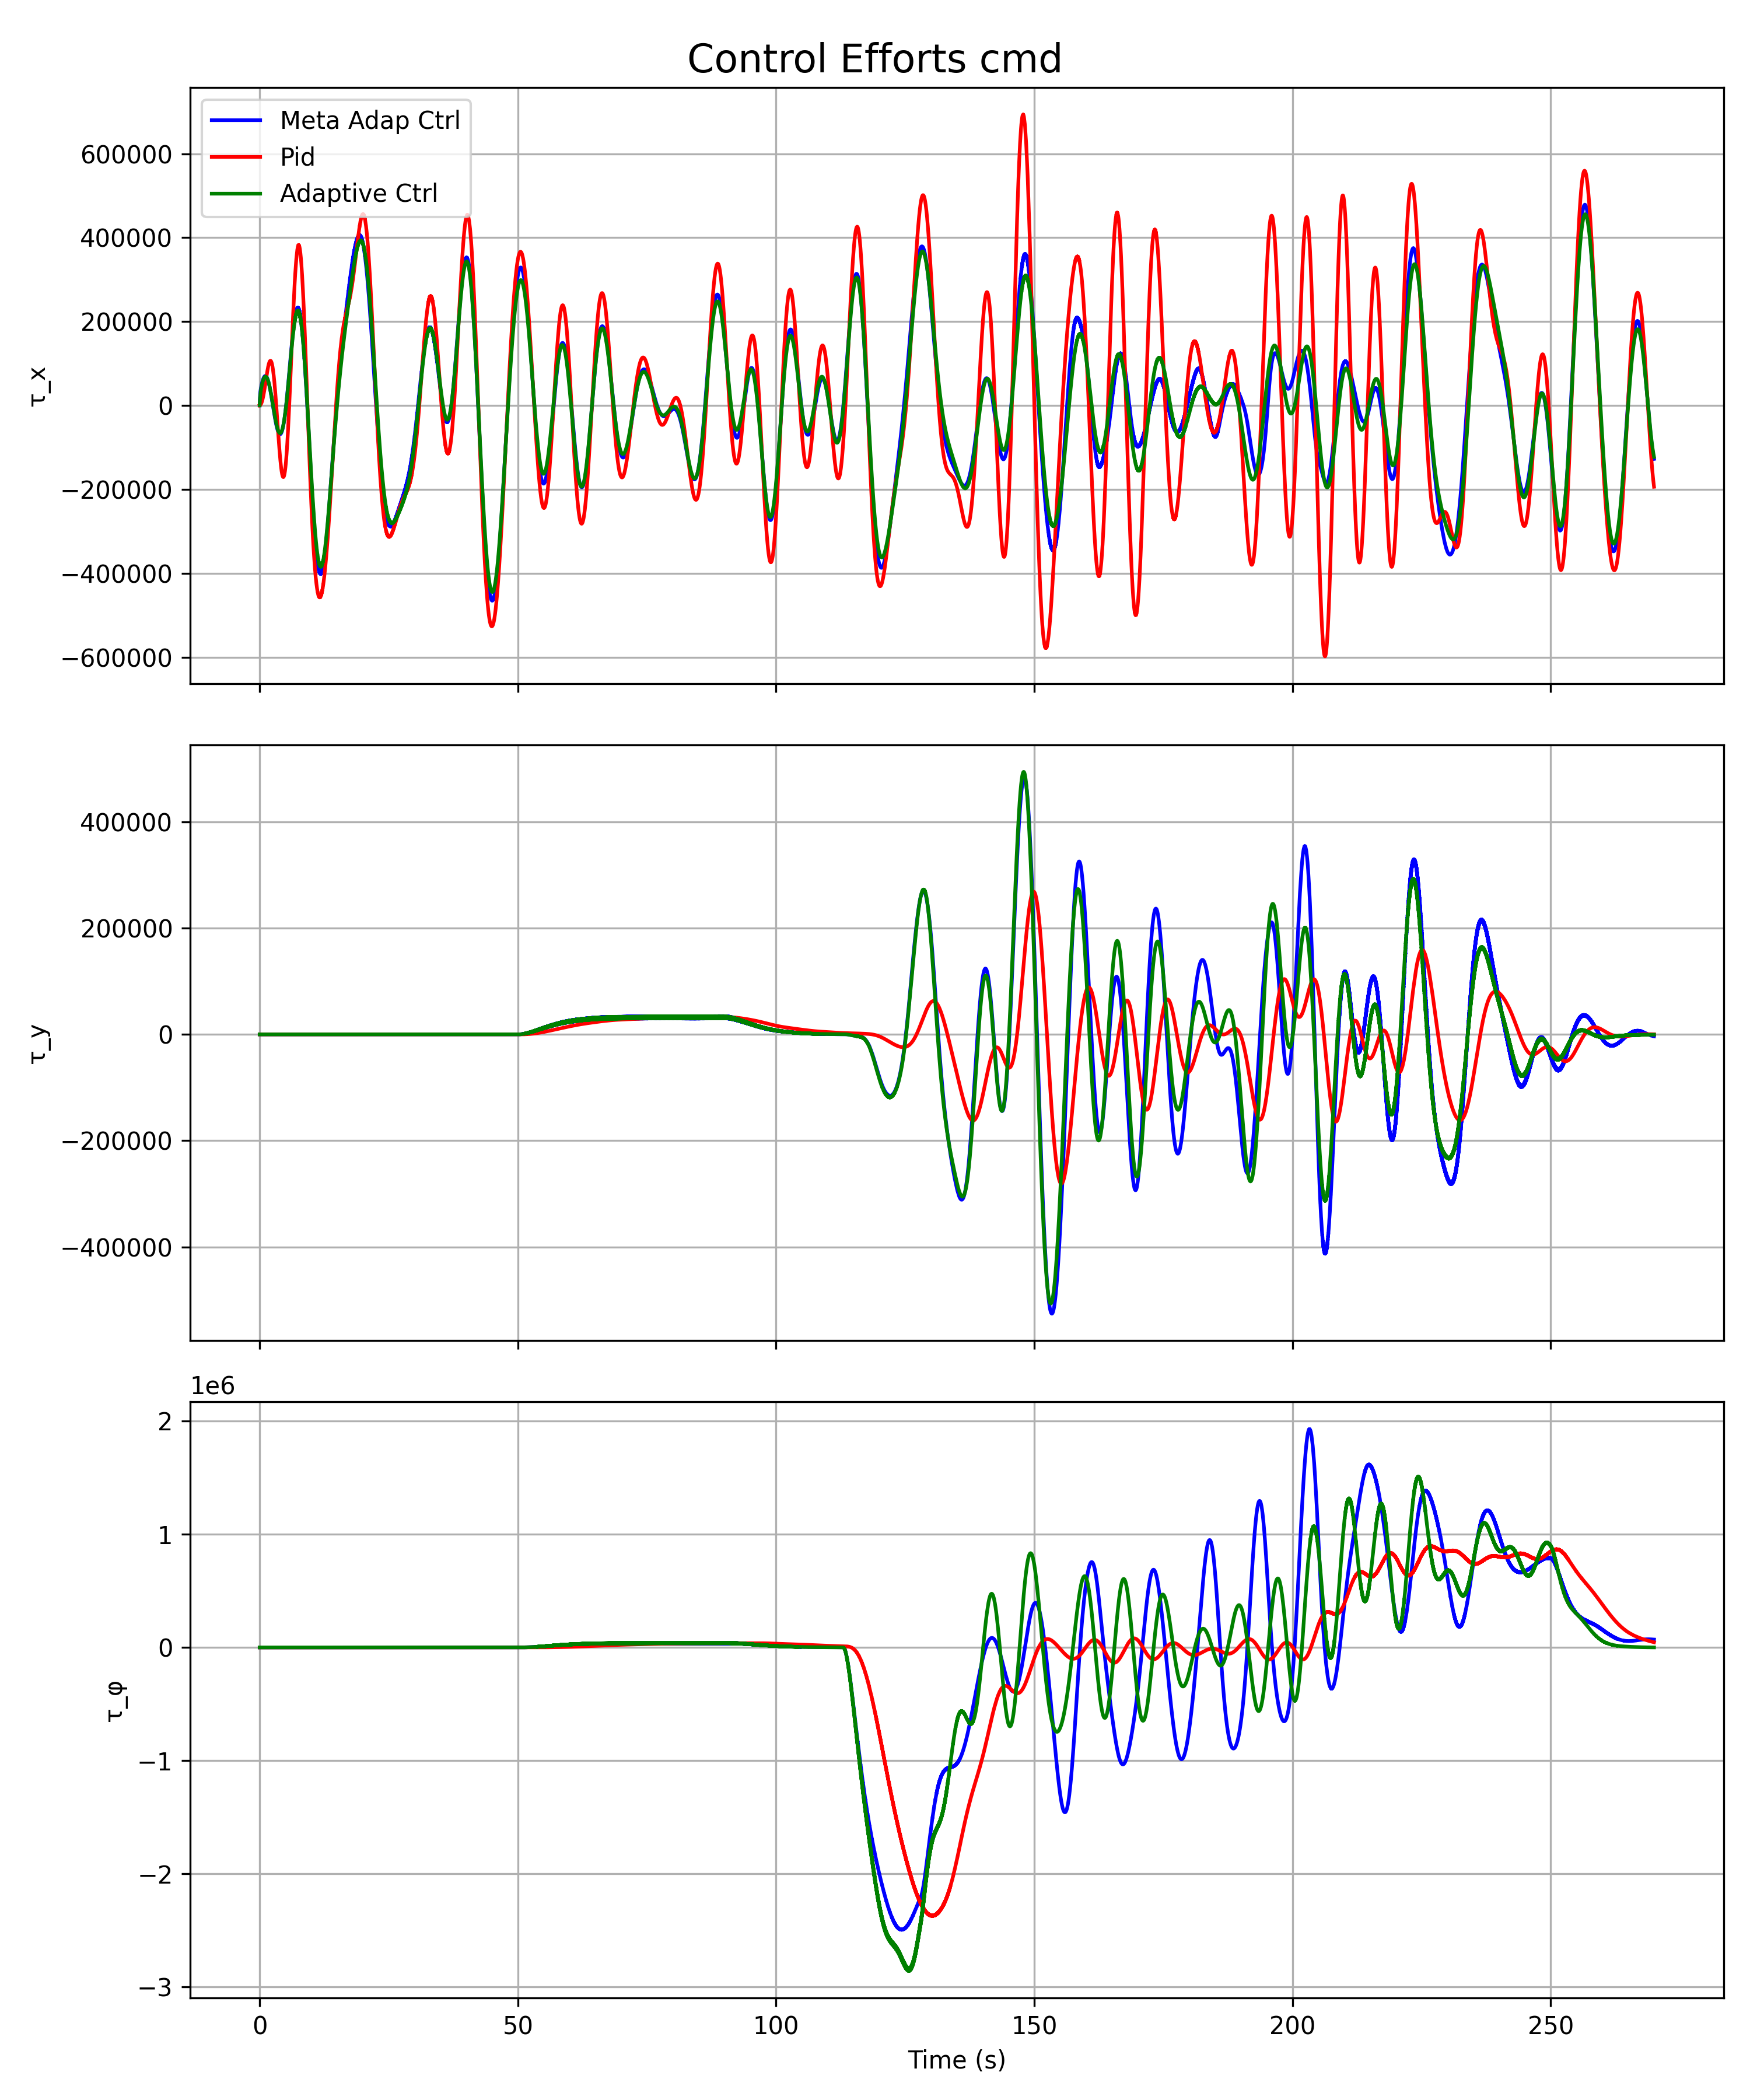 Control Efforts cmd
Meta Adap Ctrl
Pid
Adaptive Ctrl
600000
400000
200000
0
−200000
−400000
−600000
τ_x
400000
200000
0
−200000
−400000
τ_y
1e6
2
1
0
−1
−2
−3
τ_φ
0 50 100 150 200 250
Time (s)